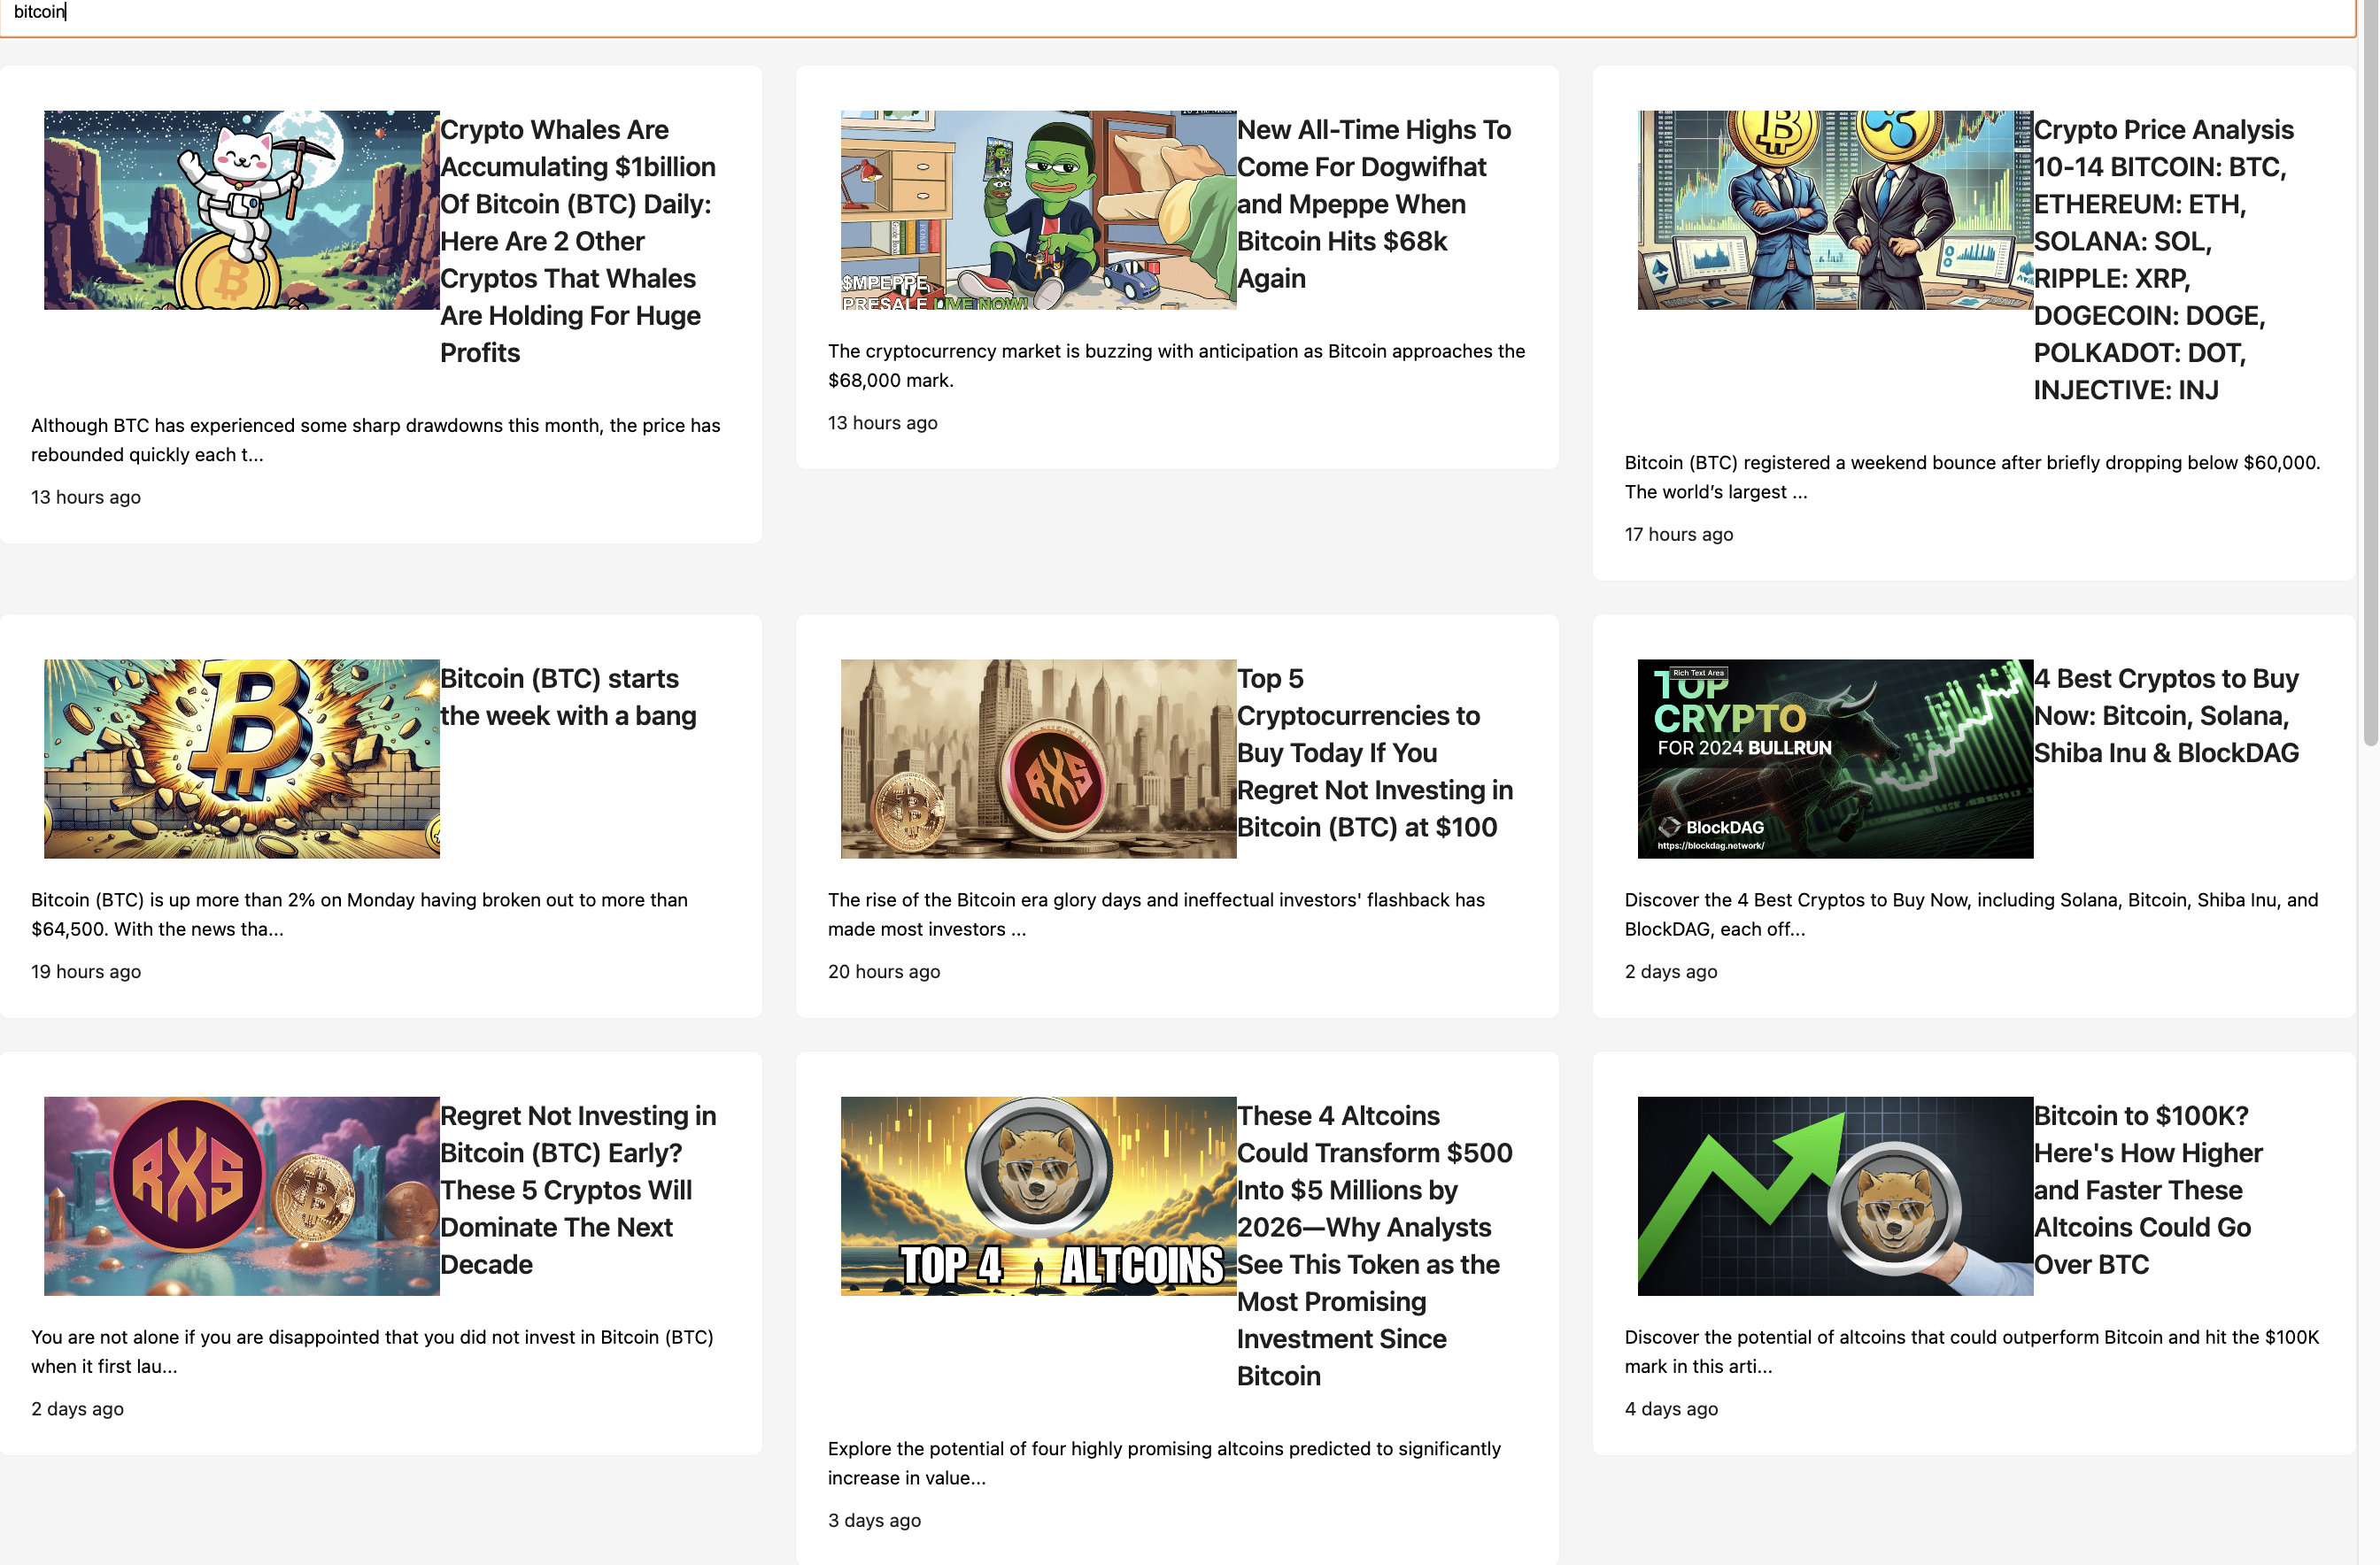 bitcoin
Crypto Whales Are
Accumulating $1billion
Of Bitcoin (BTC) Daily:
Here Are 2 Other
Cryptos That Whales
Are Holding For Huge
Profits
Although BTC has experienced some sharp drawdowns this month, the price has
rebounded quickly each t...
13 hours ago
$MPEPPE
PRESALE LIVE NOW!
New All-Time Highs To
Come For Dogwifhat
and Mpeppe When
Bitcoin Hits $68k
Again
The cryptocurrency market is buzzing with anticipation as Bitcoin approaches the
$68,000 mark.
13 hours ago
Crypto Price Analysis
10-14 BITCOIN: BTC,
ETHEREUM: ETH,
SOLANA: SOL,
RIPPLE: XRP,
DOGECOIN: DOGE,
POLKADOT: DOT,
INJECTIVE: INJ
Bitcoin (BTC) registered a weekend bounce after briefly dropping below $60,000.
The world’s largest ...
17 hours ago
Bitcoin (BTC) starts
the week with a bang
Bitcoin (BTC) is up more than 2% on Monday having broken out to more than
$64,500. With the news tha...
19 hours ago
RXS
Top 5
Cryptocurrencies to
Buy Today If You
Regret Not Investing in
Bitcoin (BTC) at $100
The rise of the Bitcoin era glory days and ineffectual investors' flashback has
made most investors ...
20 hours ago
Rich Text Area
TOP
CRYPTO
FOR 2024 BULLRUN
BlockDAG
https://blockdag.network/
4 Best Cryptos to Buy
Now: Bitcoin, Solana,
Shiba Inu & BlockDAG
Discover the 4 Best Cryptos to Buy Now, including Solana, Bitcoin, Shiba Inu, and
BlockDAG, each off...
2 days ago
RXS
Regret Not Investing in
Bitcoin (BTC) Early?
These 5 Cryptos Will
Dominate The Next
Decade
You are not alone if you are disappointed that you did not invest in Bitcoin (BTC)
when it first lau...
2 days ago
TOP 4 ALTCOINS
These 4 Altcoins
Could Transform $500
Into $5 Millions by
2026—Why Analysts
See This Token as the
Most Promising
Investment Since
Bitcoin
Explore the potential of four highly promising altcoins predicted to significantly
increase in value...
3 days ago
Bitcoin to $100K?
Here's How Higher
and Faster These
Altcoins Could Go
Over BTC
Discover the potential of altcoins that could outperform Bitcoin and hit the $100K
mark in this arti...
4 days ago